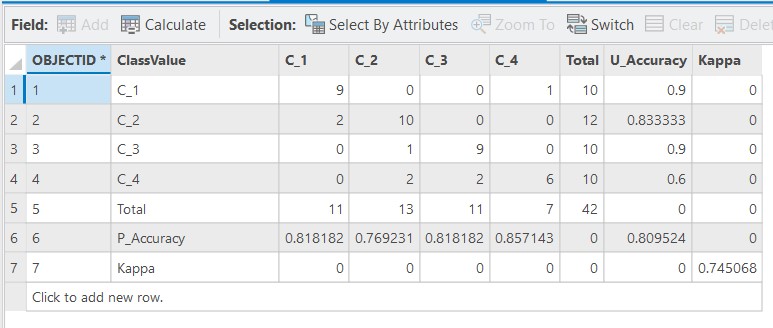 Field: Add Calculate Selection: Select By Attributes Zoom To Switch Clear Delet
OBJECTID * ClassValue C_1 C_2 C_3 C_4 Total U_Accuracy Kappa
1 1 C_1 9 0 0 1 10 0.9 0
2 2 C_2 2 10 0 0 12 0.833333 0
3 3 C_3 0 1 9 0 10 0.9 0
4 4 C_4 0 2 2 6 10 0.6 0
5 5 Total 11 13 11 7 42 0 0
6 6 P_Accuracy 0.818182 0.769231 0.818182 0.857143 0 0.809524 0
7 7 Kappa 0 0 0 0 0 0 0.745068
Click to add new row.